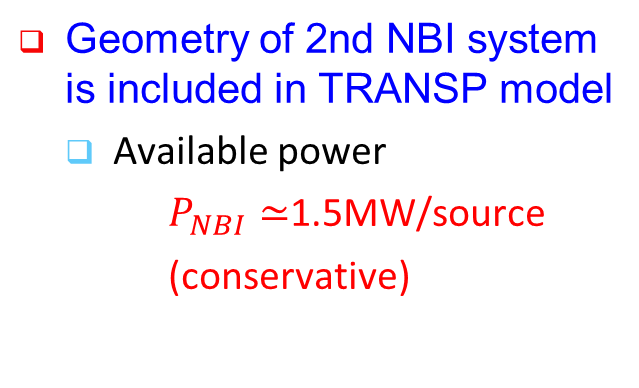 ❑ Geometry of 2nd NBI system
is included in TRANSP model
❑ Available power
P_NBI ≃1.5MW/source
(conservative)